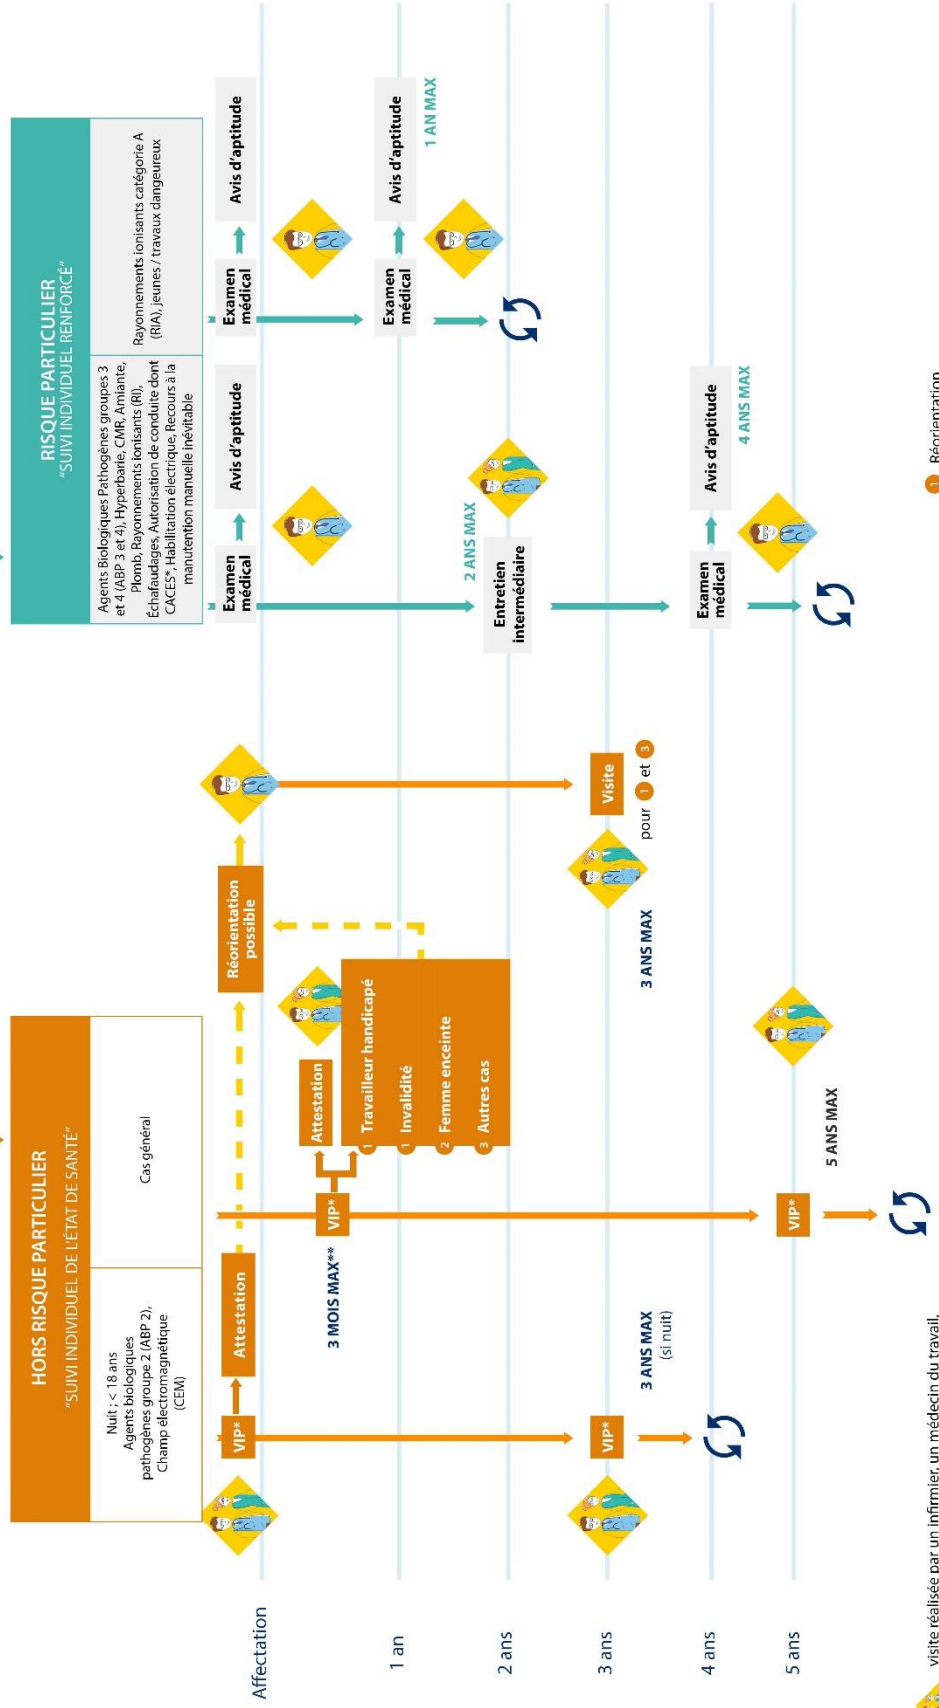 HORS RISQUE PARTICULIER
"SUIVI INDIVIDUEL DE L'ÉTAT DE SANTÉ"
Nuit ; < 18 ans
Agents biologiques
pathogènes groupe 2 (ABP 2),
Champ électromagnétique
(CEM)
Cas général
RISQUE PARTICULIER
"SUIVI INDIVIDUEL RENFORCÉ"
Agents Biologiques Pathogènes groupes 3
et 4 (ABP 3 et 4), Hyperbarie, CMR, Amiante,
Plomb, Rayonnements ionisants (RI),
Échafaudages, Autorisation de conduite dont
CACES*, Habilitation électrique, Recours à la
manutention manuelle inévitable
Rayonnements ionisants catégorie A
(RIA), jeunes / travaux dangeureux
Affectation
VIP*
Attestation
Réorientation
possible
Examen
médical
Avis d'aptitude
Examen
médical
Avis d'aptitude
3 MOIS MAX**
VIP*
Attestation
1 Travailleur handicapé
1 Invalidité
2 Femme enceinte
3 Autres cas
1 an
Examen
médical
Avis d'aptitude
1 AN MAX
2 ans
2 ANS MAX
Entretien
intermédiaire
3 ans
VIP*
3 ANS MAX
(si nuit)
3 ANS MAX
Visite
pour 1 et 3
4 ans
Examen
médical
Avis d'aptitude
4 ANS MAX
5 ans
VIP*
5 ANS MAX
visite réalisée par un infirmier, un médecin du travail,
1 Réorientation